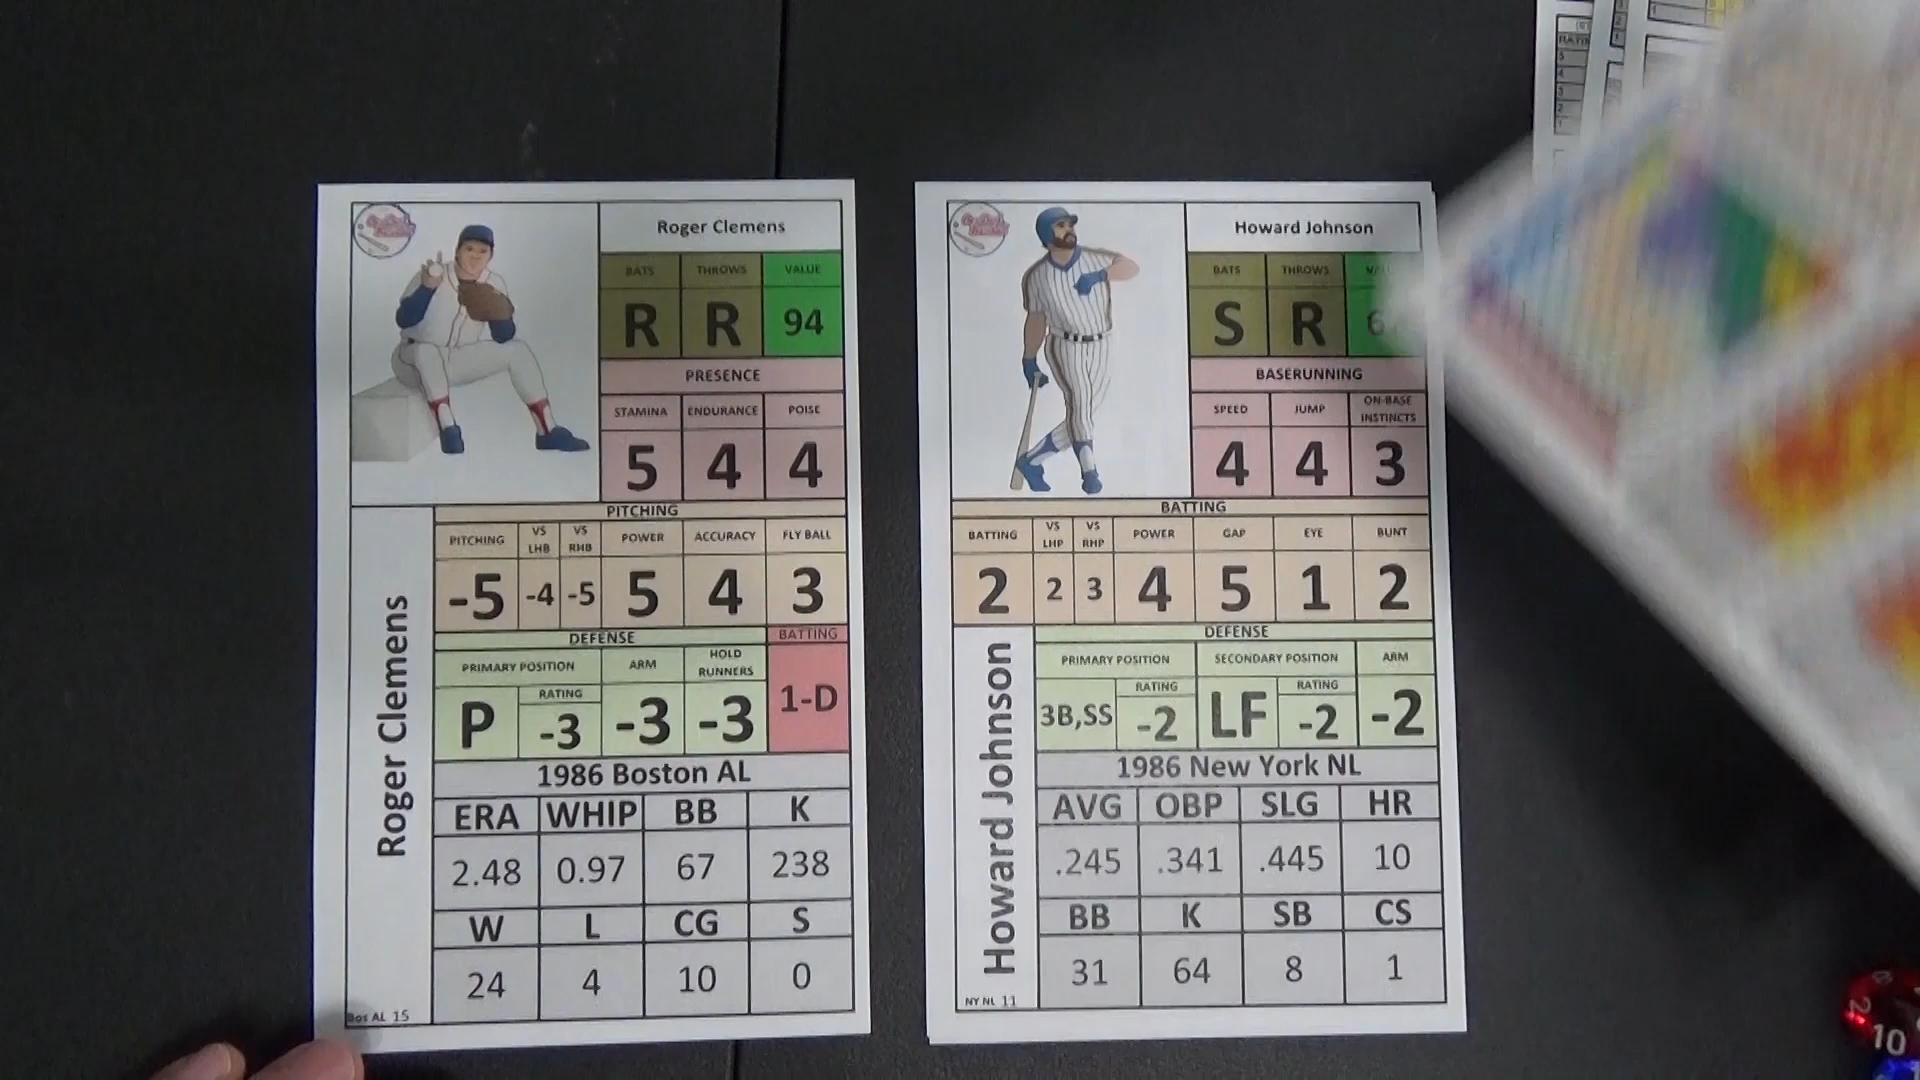 Roger Clemens
BATS THROWS VALUE
R R 94
PRESENCE
STAMINA ENDURANCE POISE
5 4 4
PITCHING
PITCHING VS LHB VS RHB POWER ACCURACY FLY BALL
-5 -4 -5 5 4 3
DEFENSE BATTING
PRIMARY POSITION ARM HOLD RUNNERS
P RATING -3 -3 -3 1-D
Roger Clemens
1986 Boston AL
ERA WHIP BB K
2.48 0.97 67 238
W L CG S
24 4 10 0
Bos AL 15
Howard Johnson
BATS THROWS
S R
BASERUNNING
SPEED JUMP ON-BASE INSTINCTS
4 4 3
BATTING
BATTING VS LHP VS RHP POWER GAP EYE BUNT
2 2 3 4 5 1 2
DEFENSE
PRIMARY POSITION SECONDARY POSITION ARM
3B,SS RATING -2 LF RATING -2 -2
Howard Johnson
1986 New York NL
AVG OBP SLG HR
.245 .341 .445 10
BB K SB CS
31 64 8 1
NY NL 11
2
10